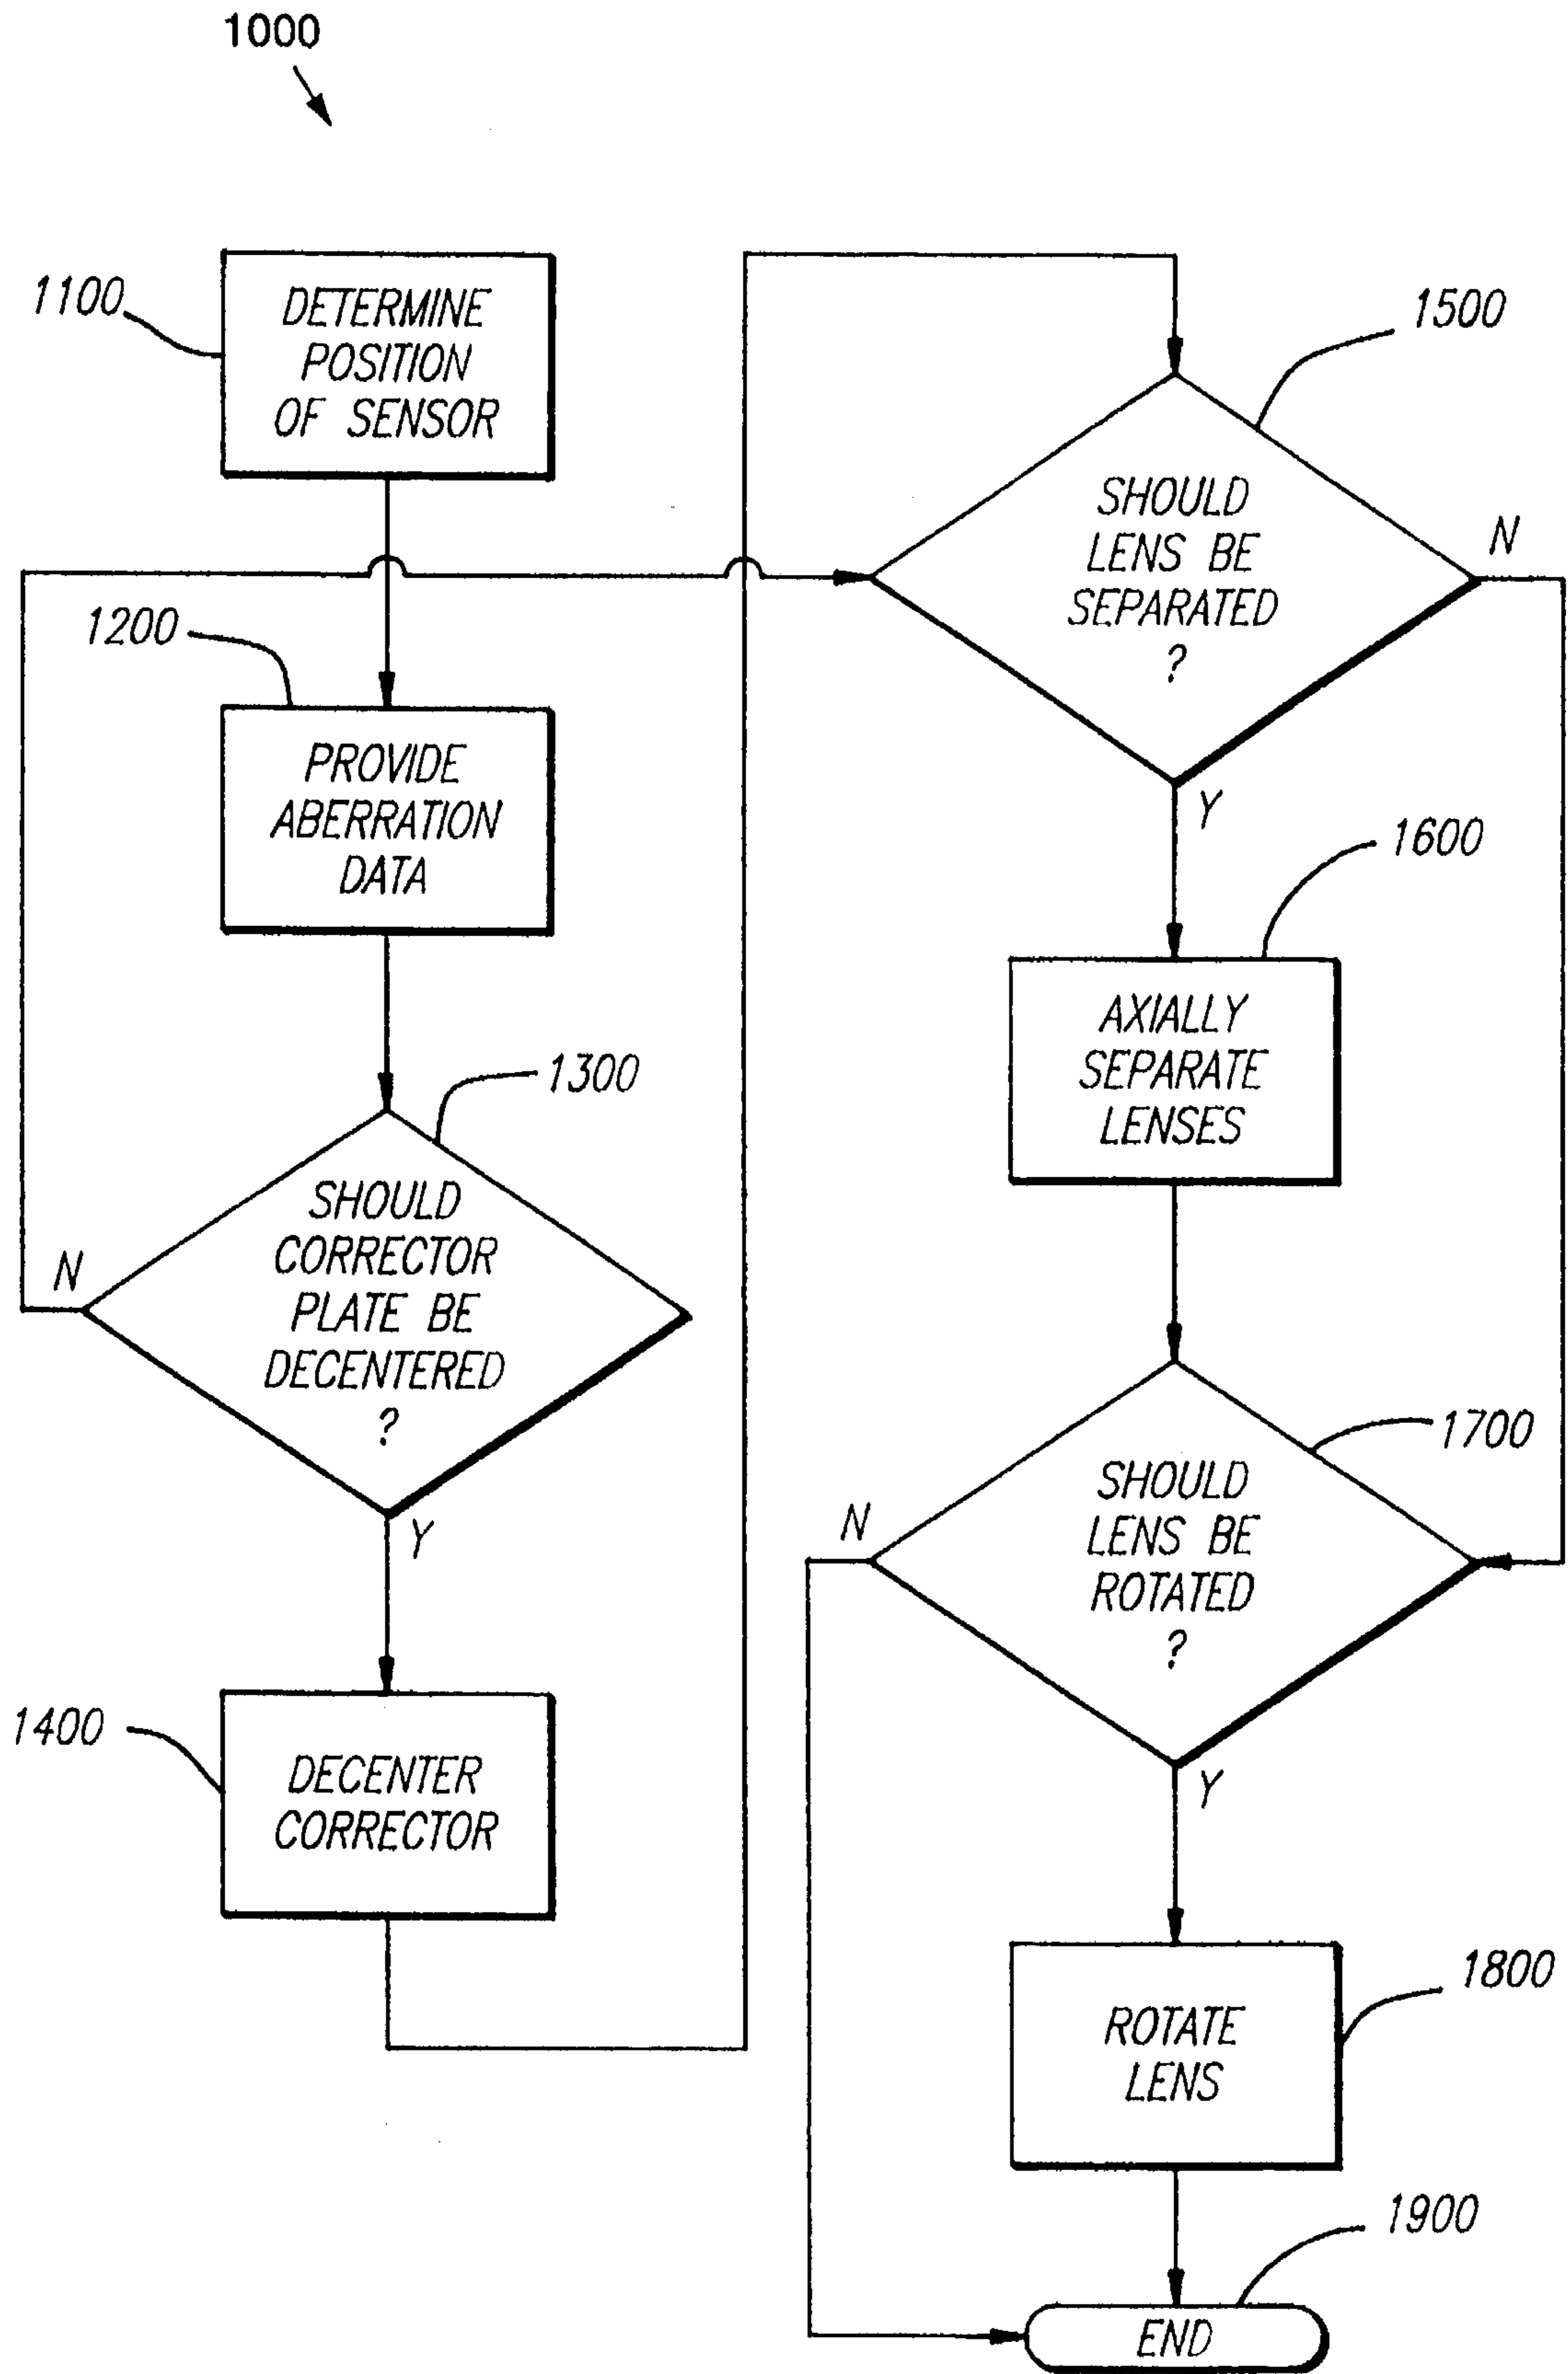 1000
1100
DETERMINE
POSITION
OF SENSOR
1200
PROVIDE
ABERRATION
DATA
1300
SHOULD
CORRECTOR
PLATE BE
DECENTERED
?
N
Y
1400
DECENTER
CORRECTOR
1500
SHOULD
LENS BE
SEPARATED
?
N
Y
1600
AXIALLY
SEPARATE
LENSES
1700
SHOULD
LENS BE
ROTATED
?
N
Y
1800
ROTATE
LENS
1900
END